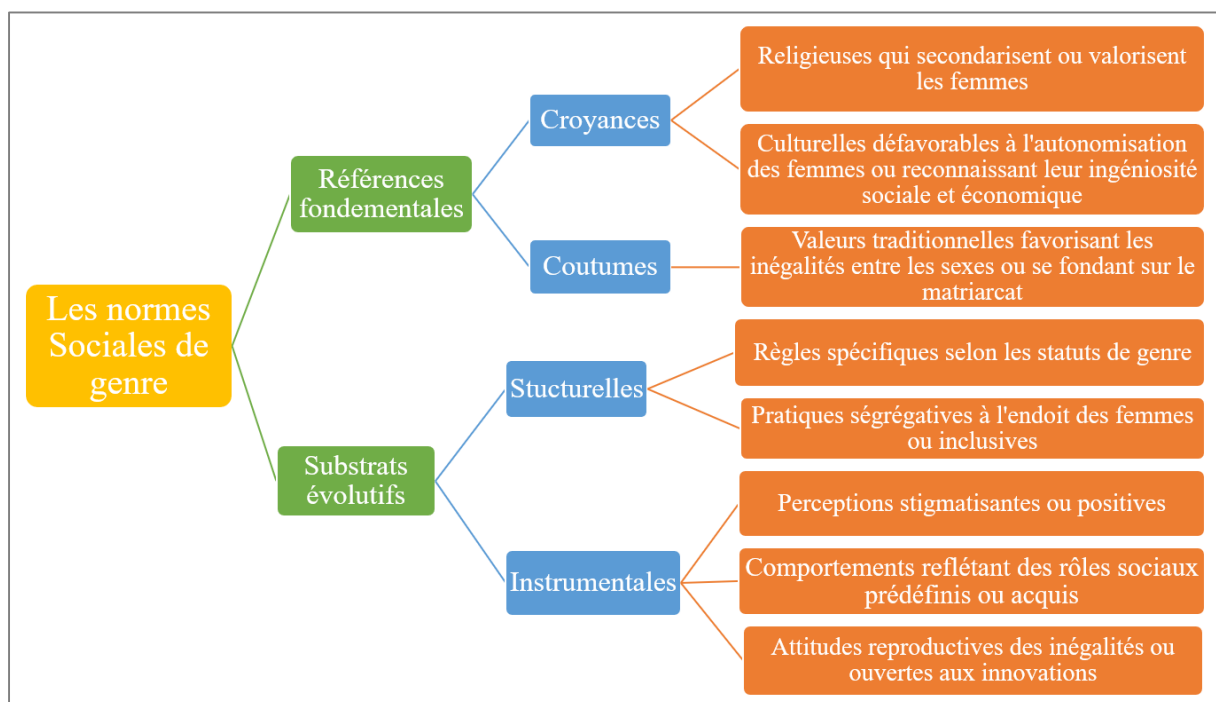 Les normes
Sociales de
genre
Références
fondementales
Substrats
évolutifs
Croyances
Coutumes
Stucturelles
Instrumentales
Religieuses qui secondarisent ou valorisent
les femmes
Culturelles défavorables à l'autonomisation
des femmes ou reconnaissant leur ingéniosité
sociale et économique
Valeurs traditionnelles favorisant les
inégalités entre les sexes ou se fondant sur le
matriarcat
Règles spécifiques selon les statuts de genre
Pratiques ségrégatives à l'endoit des femmes
ou inclusives
Perceptions stigmatisantes ou positives
Comportements reflétant des rôles sociaux
prédéfinis ou acquis
Attitudes reproductives des inégalités ou
ouvertes aux innovations